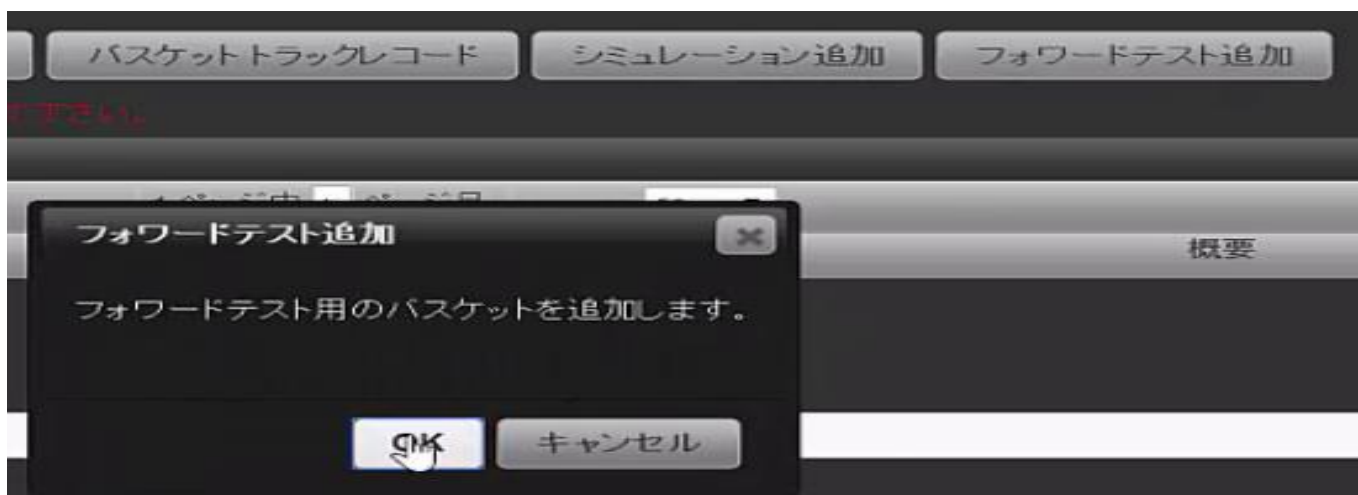 バスケットトラックレコード シミュレーション追加 フォワードテスト追加
下さい。
フォワードテスト追加
概要
フォワードテスト用のバスケットを追加します。
OK キャンセル